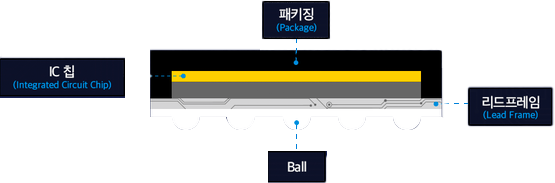 패키징
(Package)
IC 칩
(Integrated Circuit Chip)
리드프레임
(Lead Frame)
Ball